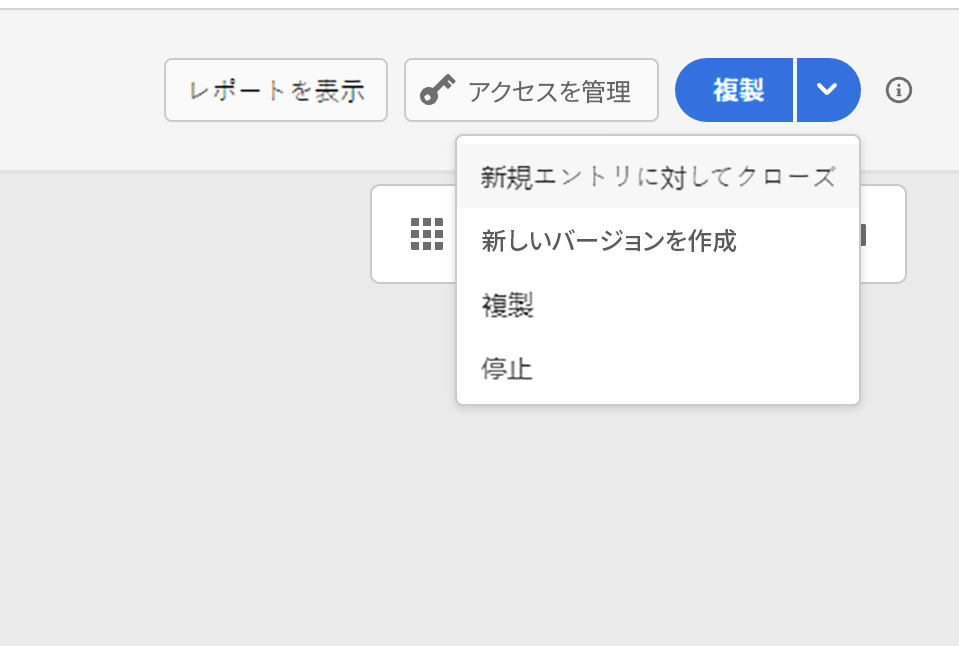 レポートを表示
アクセスを管理
複製
新規エントリに対してクローズ
新しいバージョンを作成
複製
停止